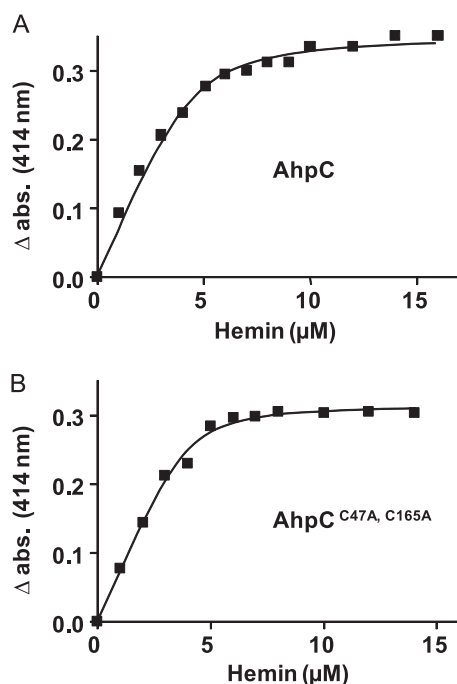 A
Δ abs. (414 nm)
0.3
0.2
0.1
0.0
AhpC
0 5 10 15
Hemin (µM)
B
Δ abs. (414 nm)
0.3
0.2
0.1
0.0
AhpC C47A, C165A
0 5 10 15
Hemin (µM)